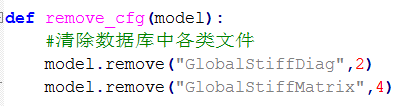 def remove_cfg(model):
    #清除数据库中各类文件
    model.remove("GlobalStiffDiag",2)
    model.remove("GlobalStiffMatrix",4)